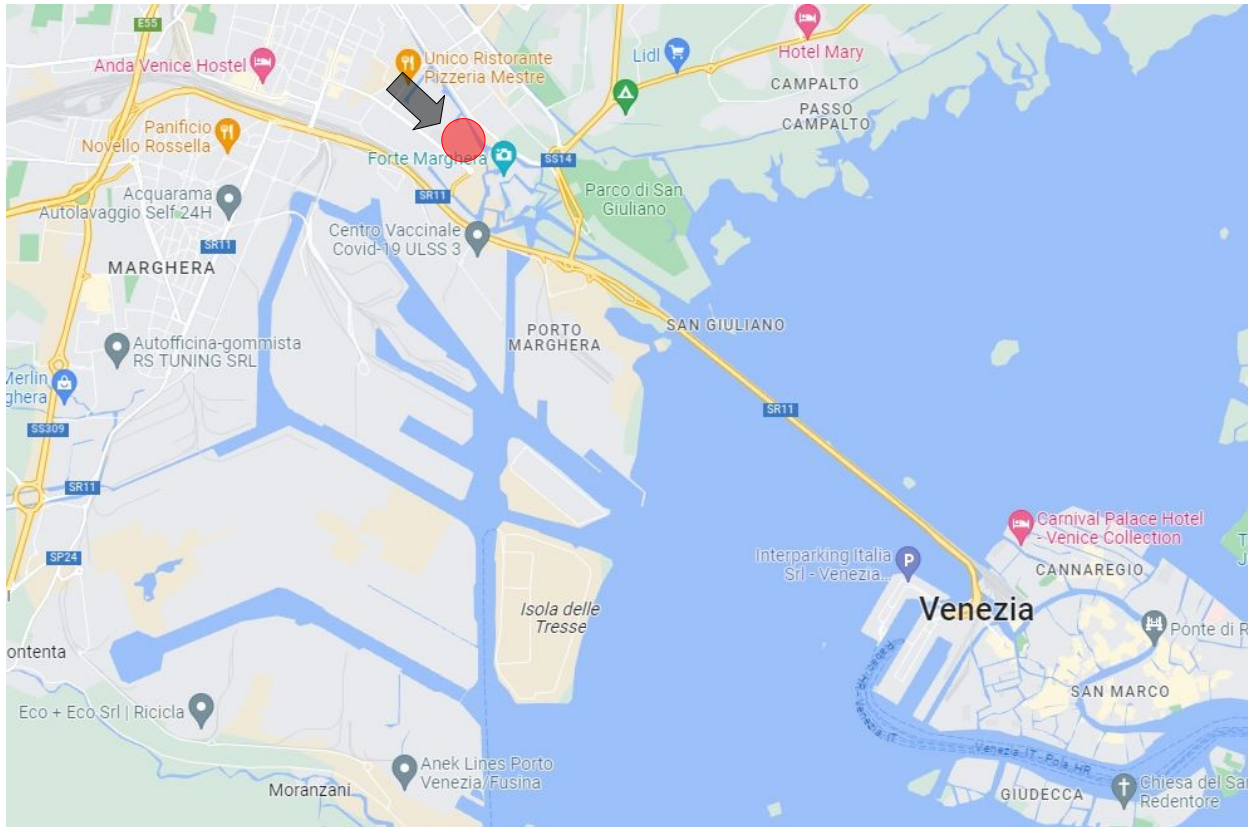 E55
Anda Venice Hostel
Unico Ristorante
Pizzeria Mestre
Lidl
Hotel Mary
CAMPALTO
PASSO
CAMPALTO
Panificio
Novello Rossella
Forte Marghera
SS14
Parco di San
Giuliano
SR11
Acquarama
Autolavaggio Self 24H
SR11
Centro Vaccinale
Covid-19 ULSS 3
MARGHERA
PORTO
MARGHERA
SAN GIULIANO
Autofficina-gommista
RS TUNING SRL
Merlin
ghera
SS309
SR11
SR11
SP24
Carnival Palace Hotel
- Venice Collection
Interparking Italia
Srl - Venezia...
CANNAREGIO
Isola delle
Tresse
Venezia
Ponte di R
ontenta
SAN MARCO
Eco + Eco Srl | Ricicla
Venezia IT - Pola HR
Anek Lines Porto
Venezia/Fusina
Moranzani
GIUDECCA
Chiesa del Sa
Redentore